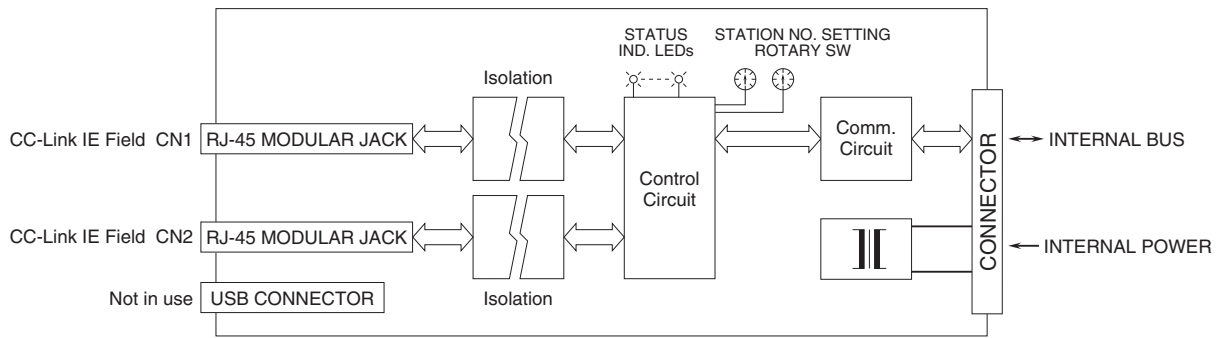 STATUS
IND. LEDs
STATION NO. SETTING
ROTARY SW
Isolation
CC-Link IE Field CN1
RJ-45 MODULAR JACK
Control
Circuit
Comm.
Circuit
CONNECTOR
INTERNAL BUS
CC-Link IE Field CN2
RJ-45 MODULAR JACK
INTERNAL POWER
Not in use
USB CONNECTOR
Isolation